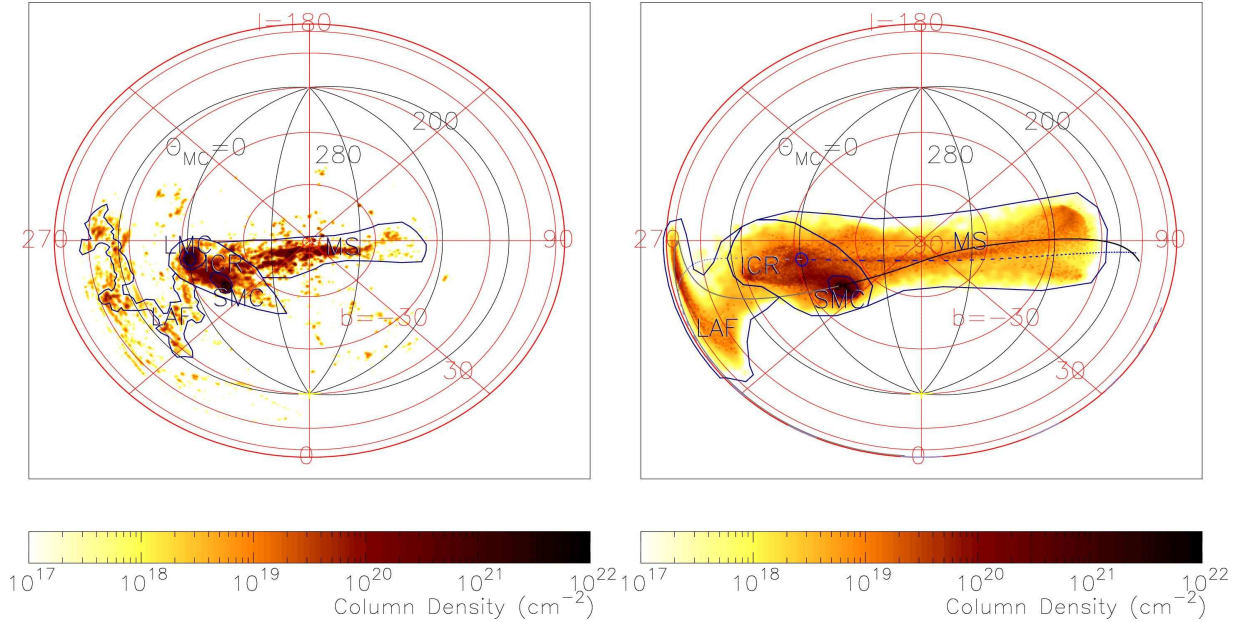 l=180
200
Θ_MC=0
280
270
LMC
ICR
MS
90
SMC
LAF
b=−30
30
0
10^17 10^18 10^19 10^20 10^21 10^22
Column Density (cm^−2)
l=180
200
Θ_MC=0
280
270
MS
90
ICR
SMC
LAF
b=−30
30
0
10^17 10^18 10^19 10^20 10^21 10^22
Column Density (cm^−2)